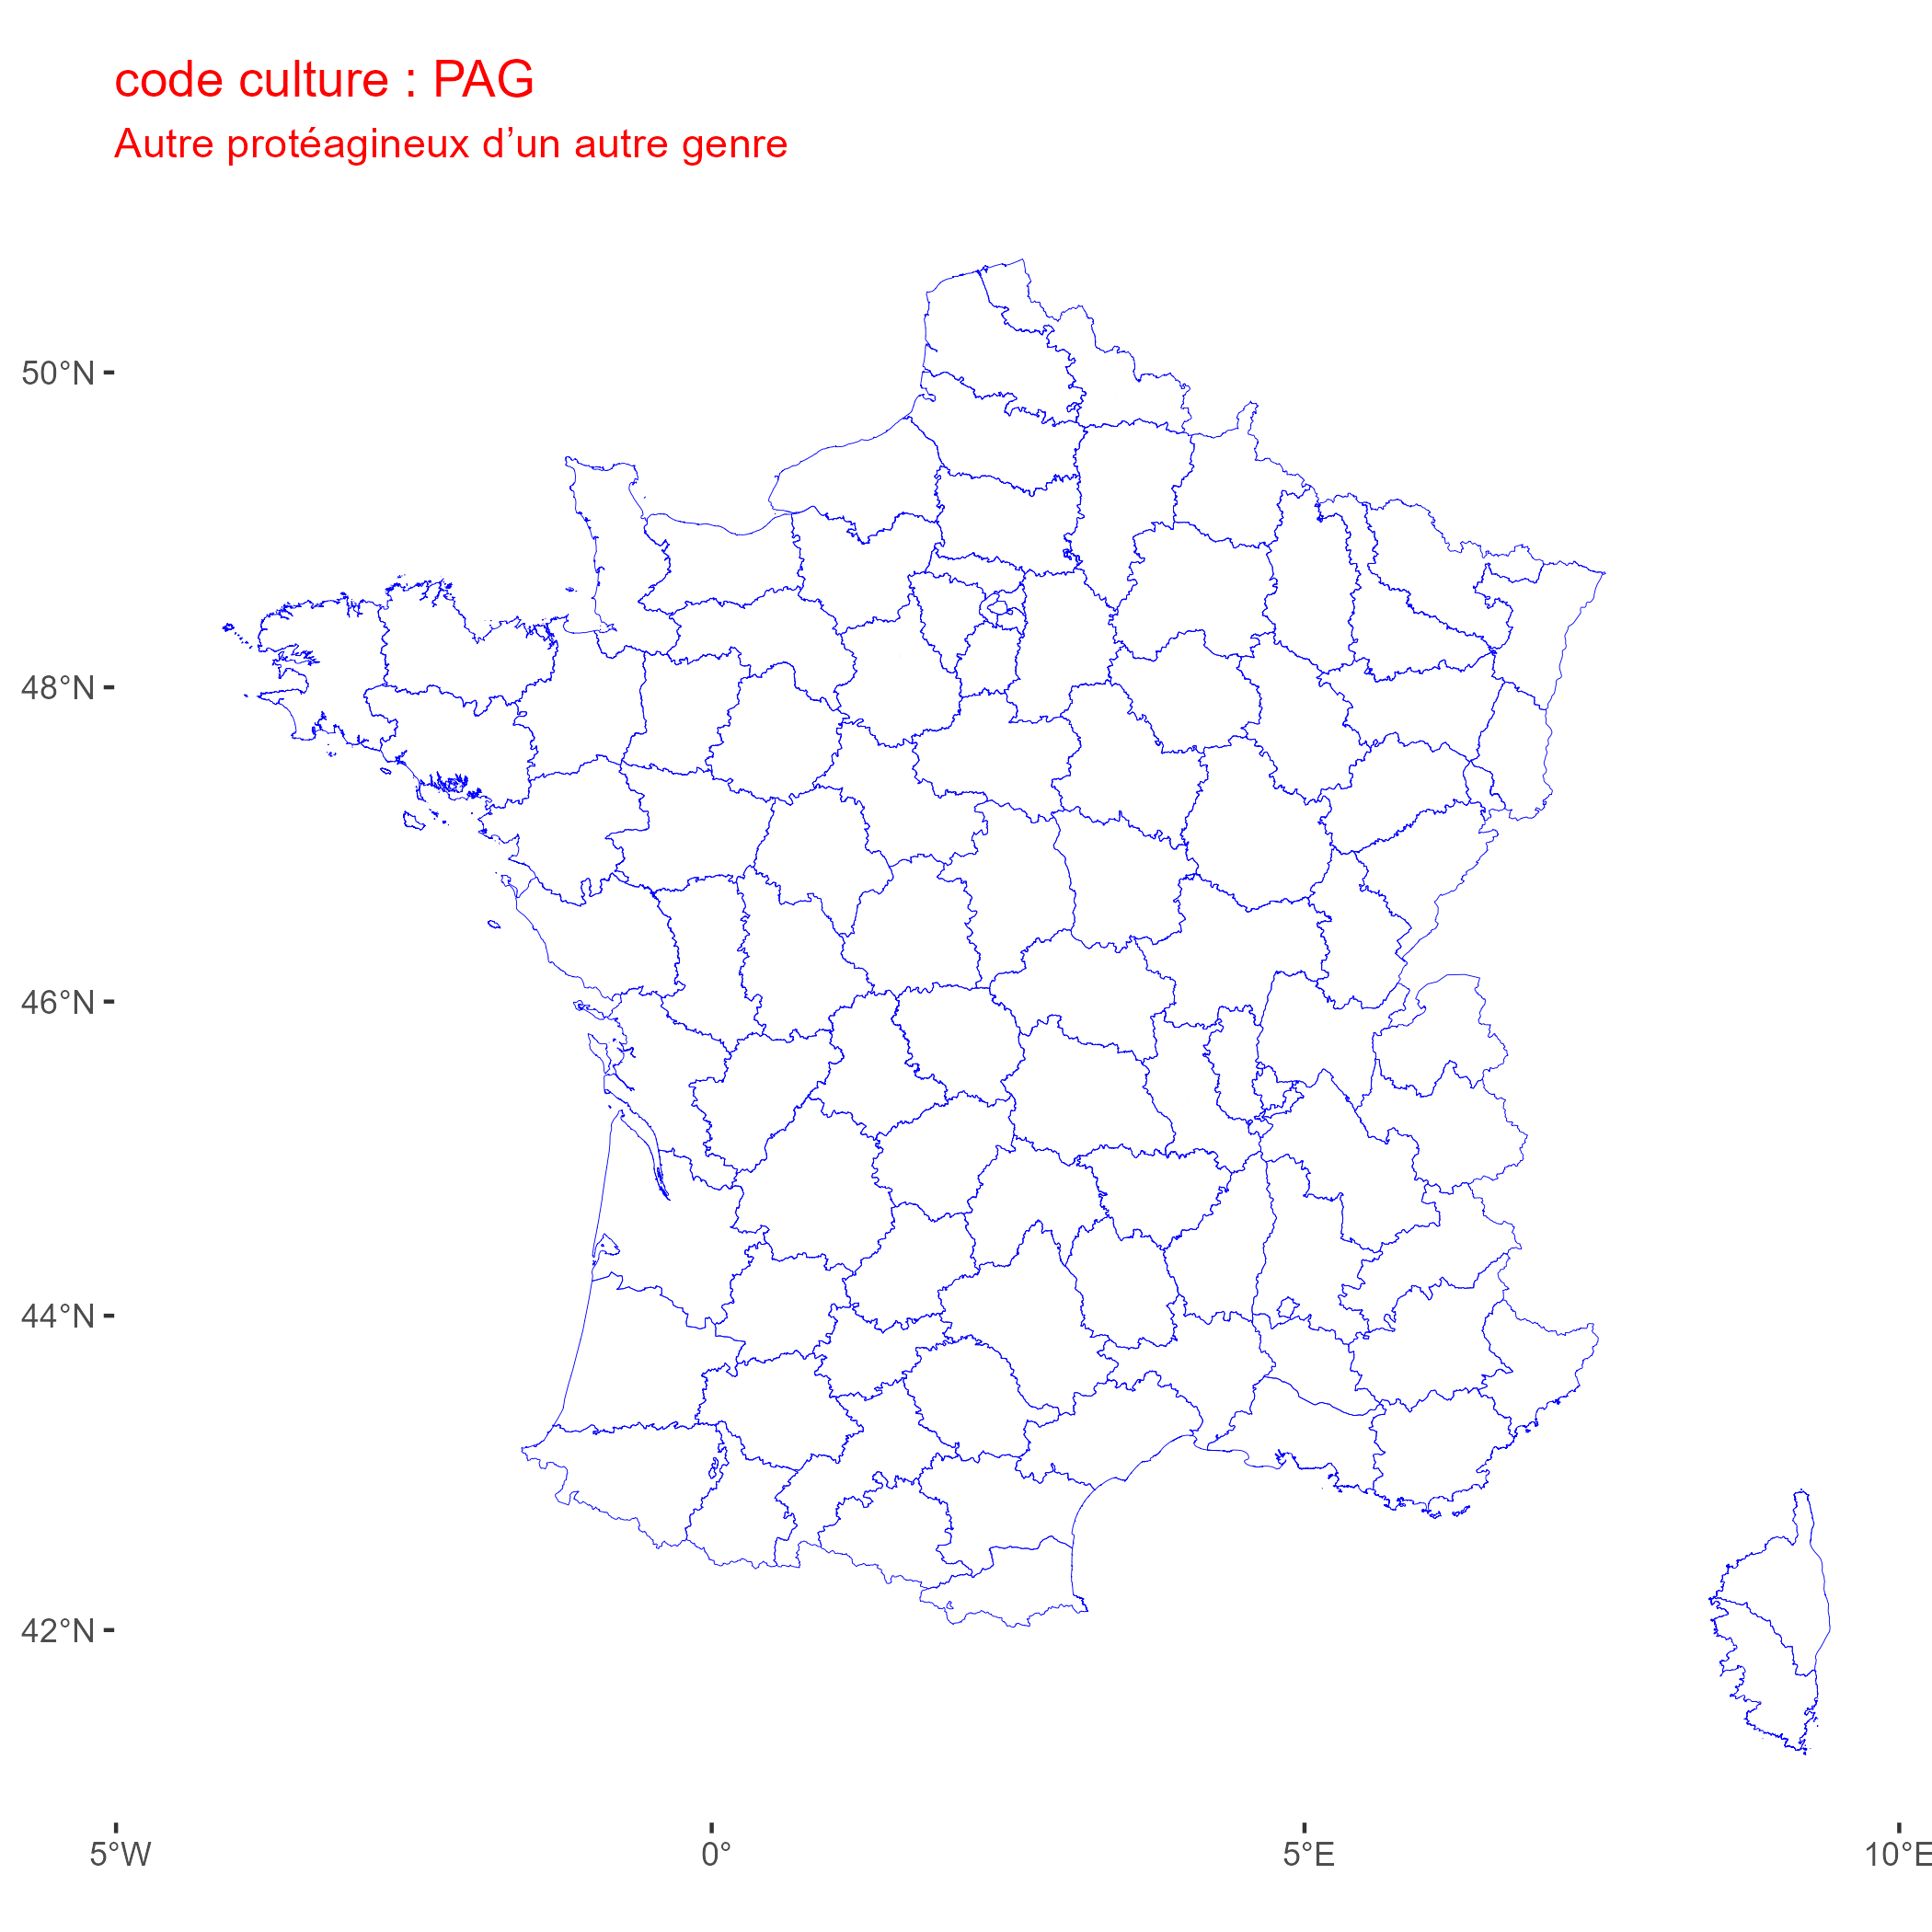 code culture : PAG
Autre protéagineux d’un autre genre
50°N
48°N
46°N
44°N
42°N
5°W
0°
5°E
10°E